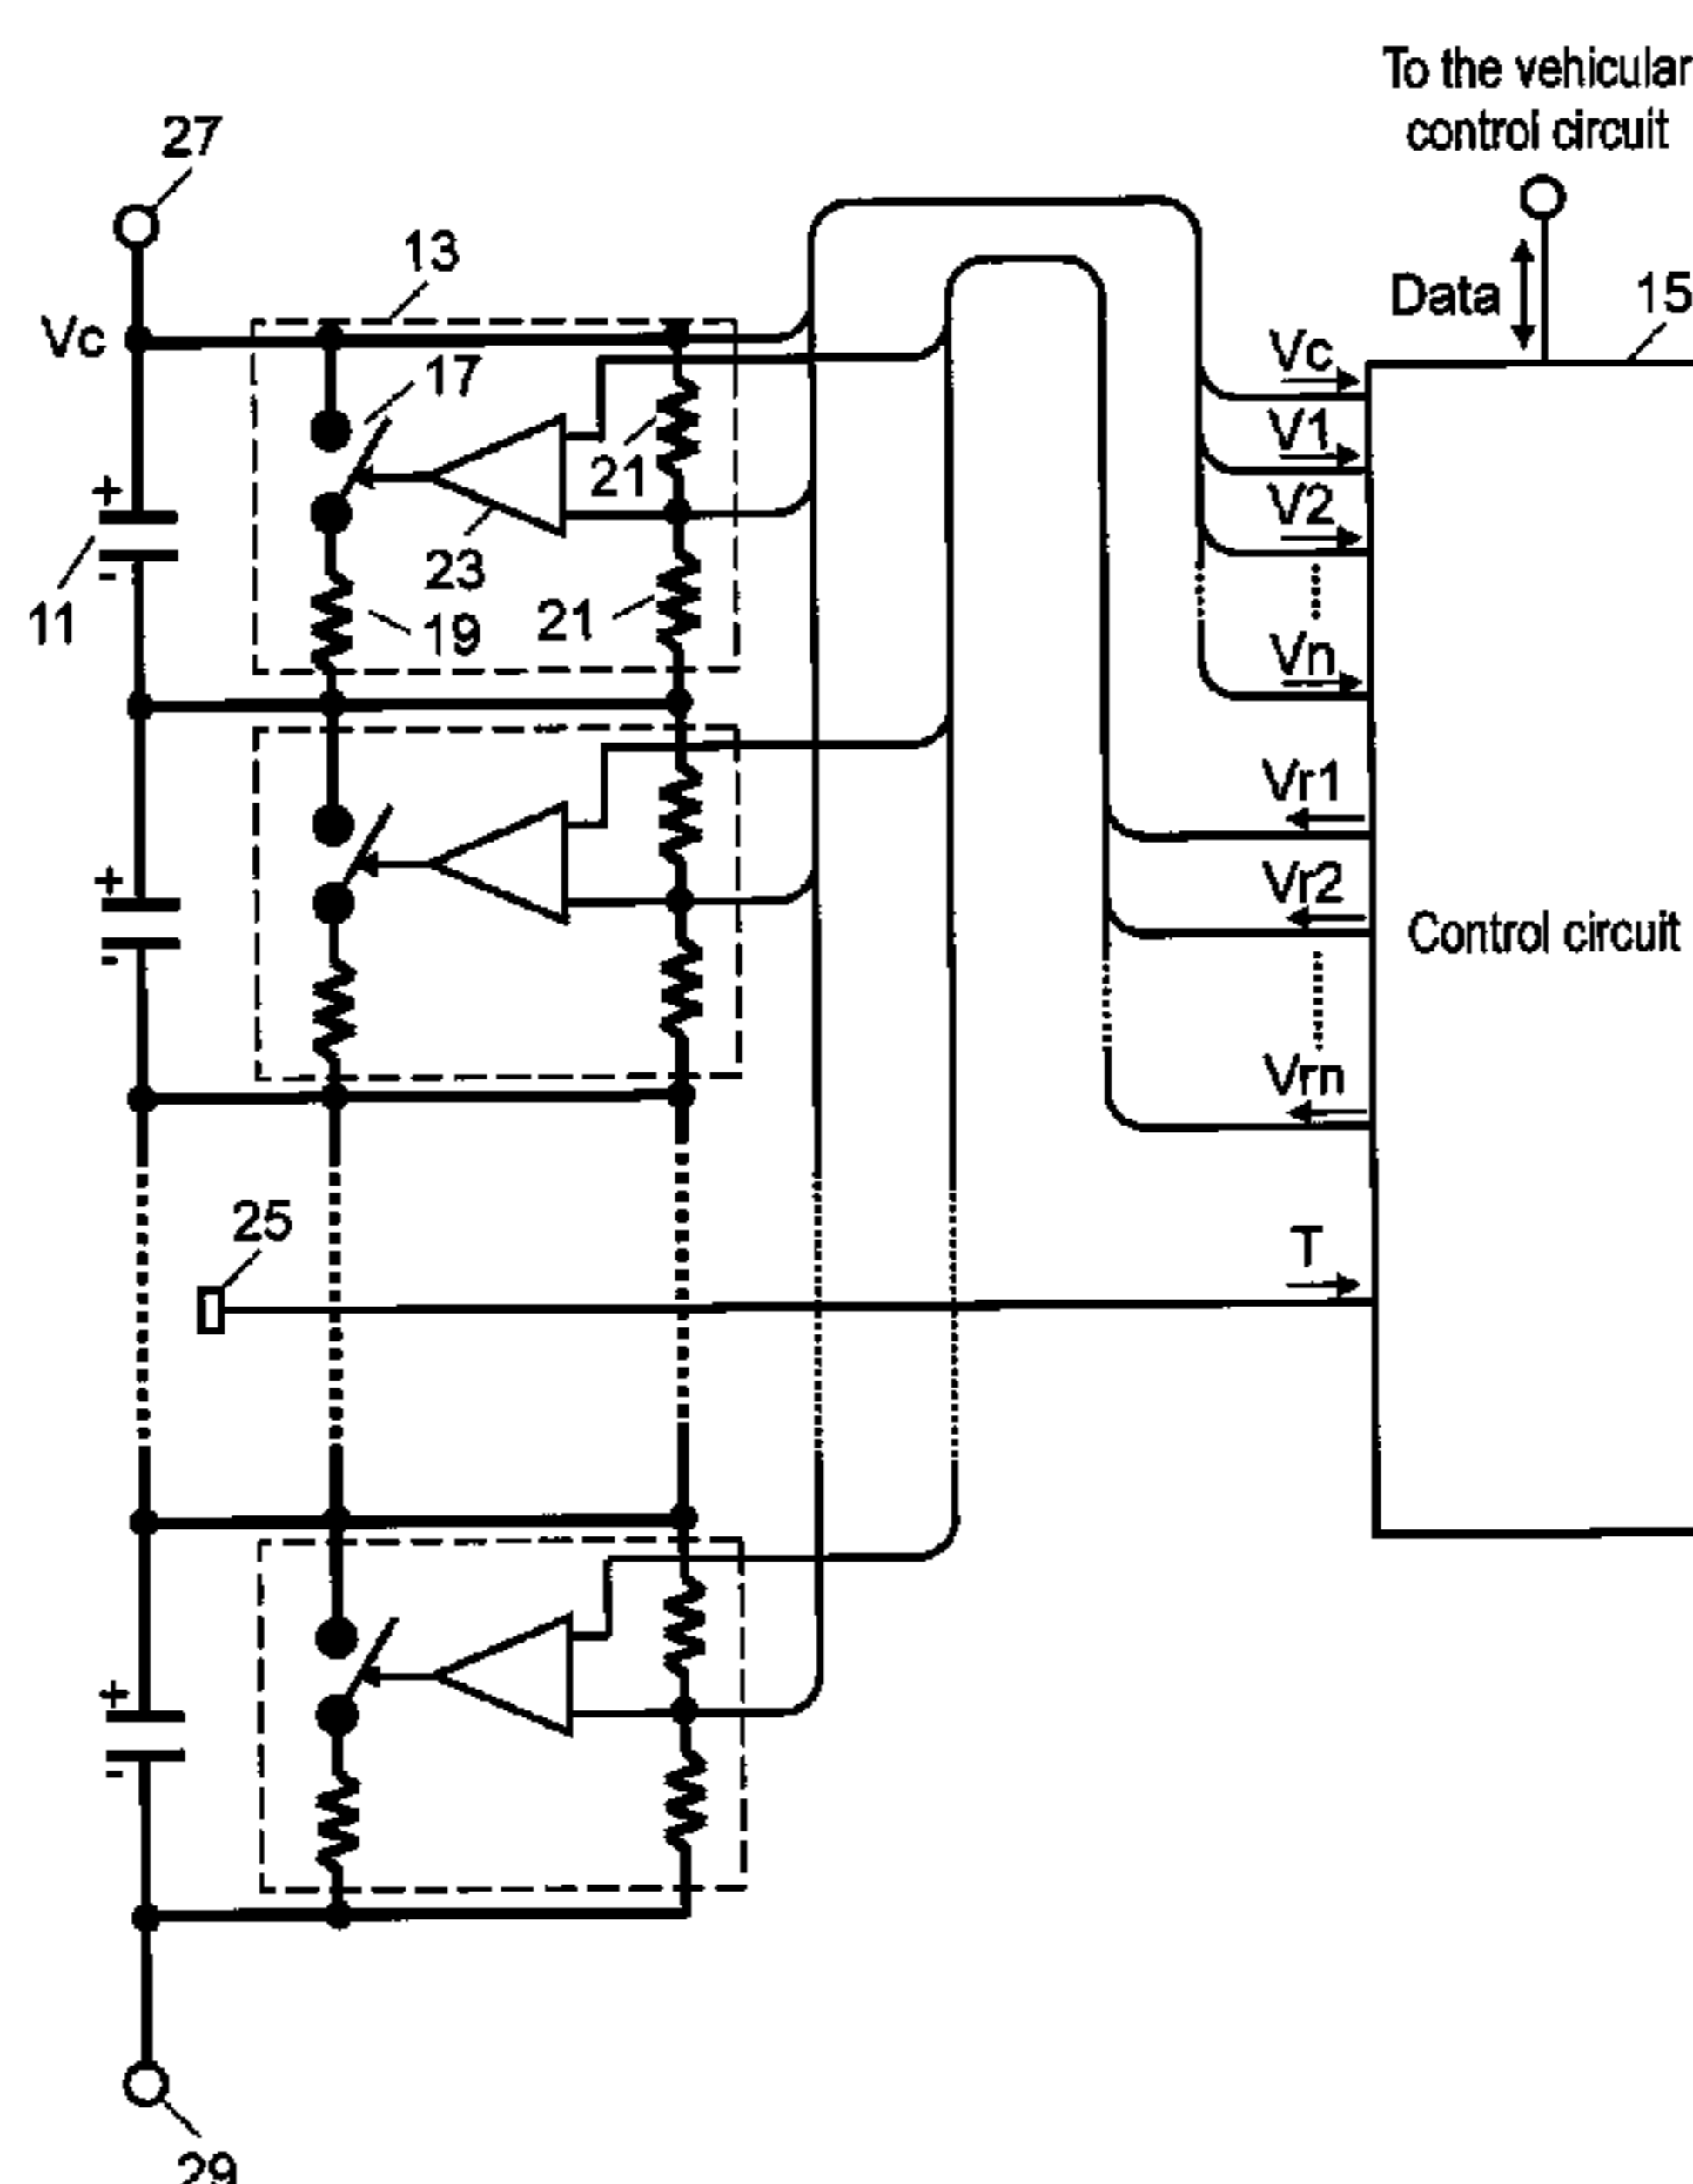 To the vehicular
control circuit
27
13
Data
15
Vc
17
Vc
V1
21
+
V2
23
-
11
19
21
Vn
Vr1
+
Vr2
Control circuit
-
Vrn
25
T
+
-
29